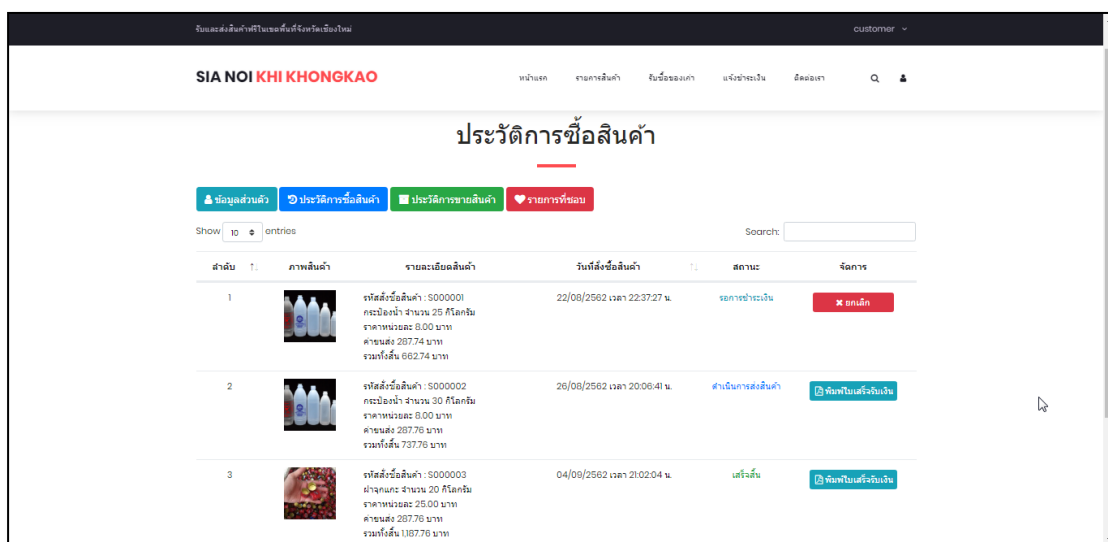 รับและส่งสินค้าฟรีในเขตพื้นที่จังหวัดเชียงใหม่ customer
SIA NOI KHI KHONGKAO หน้าแรก รายการสินค้า รับซื้อของเก่า แจ้งชำระเงิน ติดต่อเรา
ประวัติการซื้อสินค้า
ข้อมูลส่วนตัว ประวัติการซื้อสินค้า ประวัติการขายสินค้า รายการที่ชอบ
Show 10 entries Search:
ลำดับ ภาพสินค้า รายละเอียดสินค้า วันที่สั่งซื้อสินค้า สถานะ จัดการ
1 รหัสสั่งซื้อสินค้า : S000001 22/08/2562 เวลา 22:37:27 น. รอการชำระเงิน ยกเลิก
กระป๋องน้ำ จำนวน 25 กิโลกรัม
ราคาหน่วยละ 8.00 บาท
ค่าขนส่ง 287.74 บาท
รวมทั้งสิ้น 662.74 บาท
2 รหัสสั่งซื้อสินค้า : S000002 26/08/2562 เวลา 20:06:41 น. ดำเนินการส่งสินค้า พิมพ์ใบเสร็จรับเงิน
กระป๋องน้ำ จำนวน 30 กิโลกรัม
ราคาหน่วยละ 8.00 บาท
ค่าขนส่ง 287.76 บาท
รวมทั้งสิ้น 737.76 บาท
3 รหัสสั่งซื้อสินค้า : S000003 04/09/2562 เวลา 21:02:04 น. เสร็จสิ้น พิมพ์ใบเสร็จรับเงิน
ฝาจุกแกะ จำนวน 20 กิโลกรัม
ราคาหน่วยละ 25.00 บาท
ค่าขนส่ง 287.76 บาท
รวมทั้งสิ้น 1,187.76 บาท